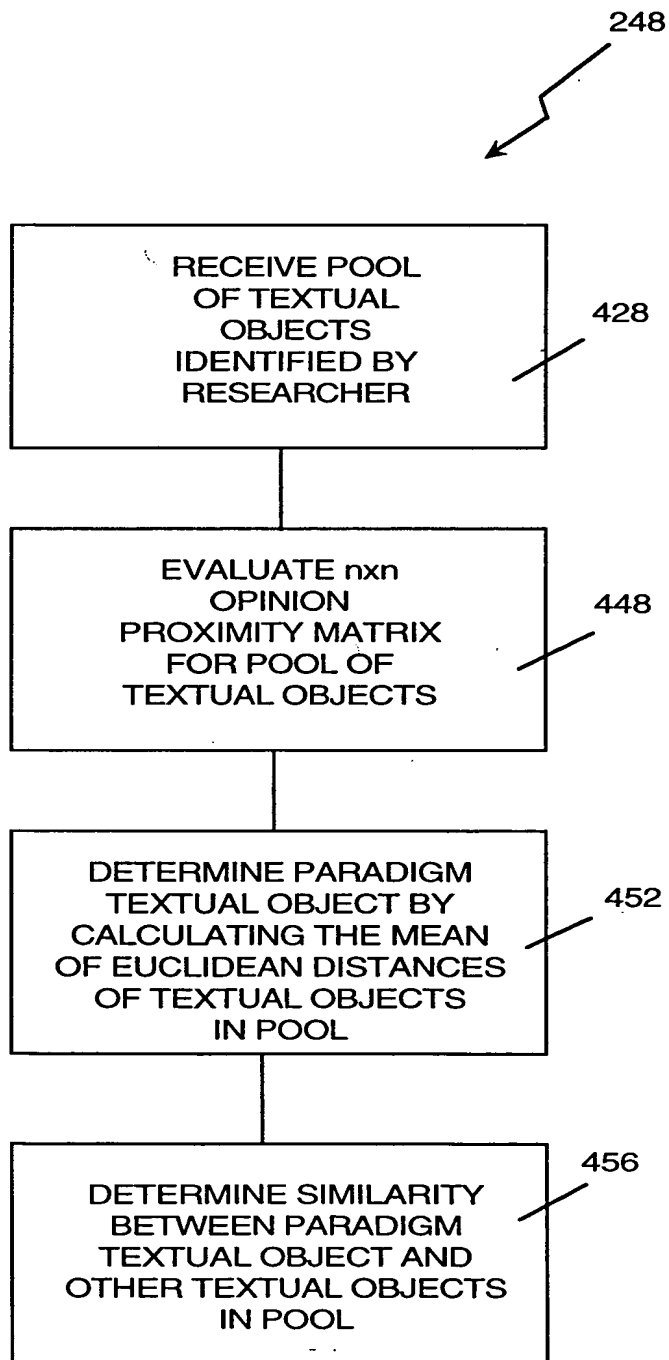 248
RECEIVE POOL
OF TEXTUAL
OBJECTS
IDENTIFIED BY
RESEARCHER
428
EVALUATE nxn
OPINION
PROXIMITY MATRIX
FOR POOL OF
TEXTUAL OBJECTS
448
DETERMINE PARADIGM
TEXTUAL OBJECT BY
CALCULATING THE MEAN
OF EUCLIDEAN DISTANCES
OF TEXTUAL OBJECTS
IN POOL
452
DETERMINE SIMILARITY
BETWEEN PARADIGM
TEXTUAL OBJECT AND
OTHER TEXTUAL OBJECTS
IN POOL
456